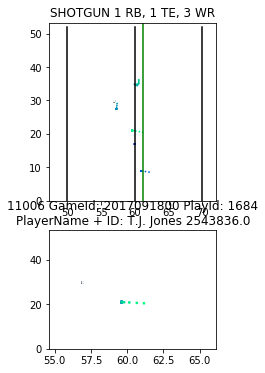 SHOTGUN 1 RB, 1 TE, 3 WR
50
40
30
20
10
0
50 55 60 65 70
11006 GameId: 2017091800 PlayId: 1684
PlayerName + ID: T.J. Jones 2543836.0
40
20
0
55.0 57.5 60.0 62.5 65.0